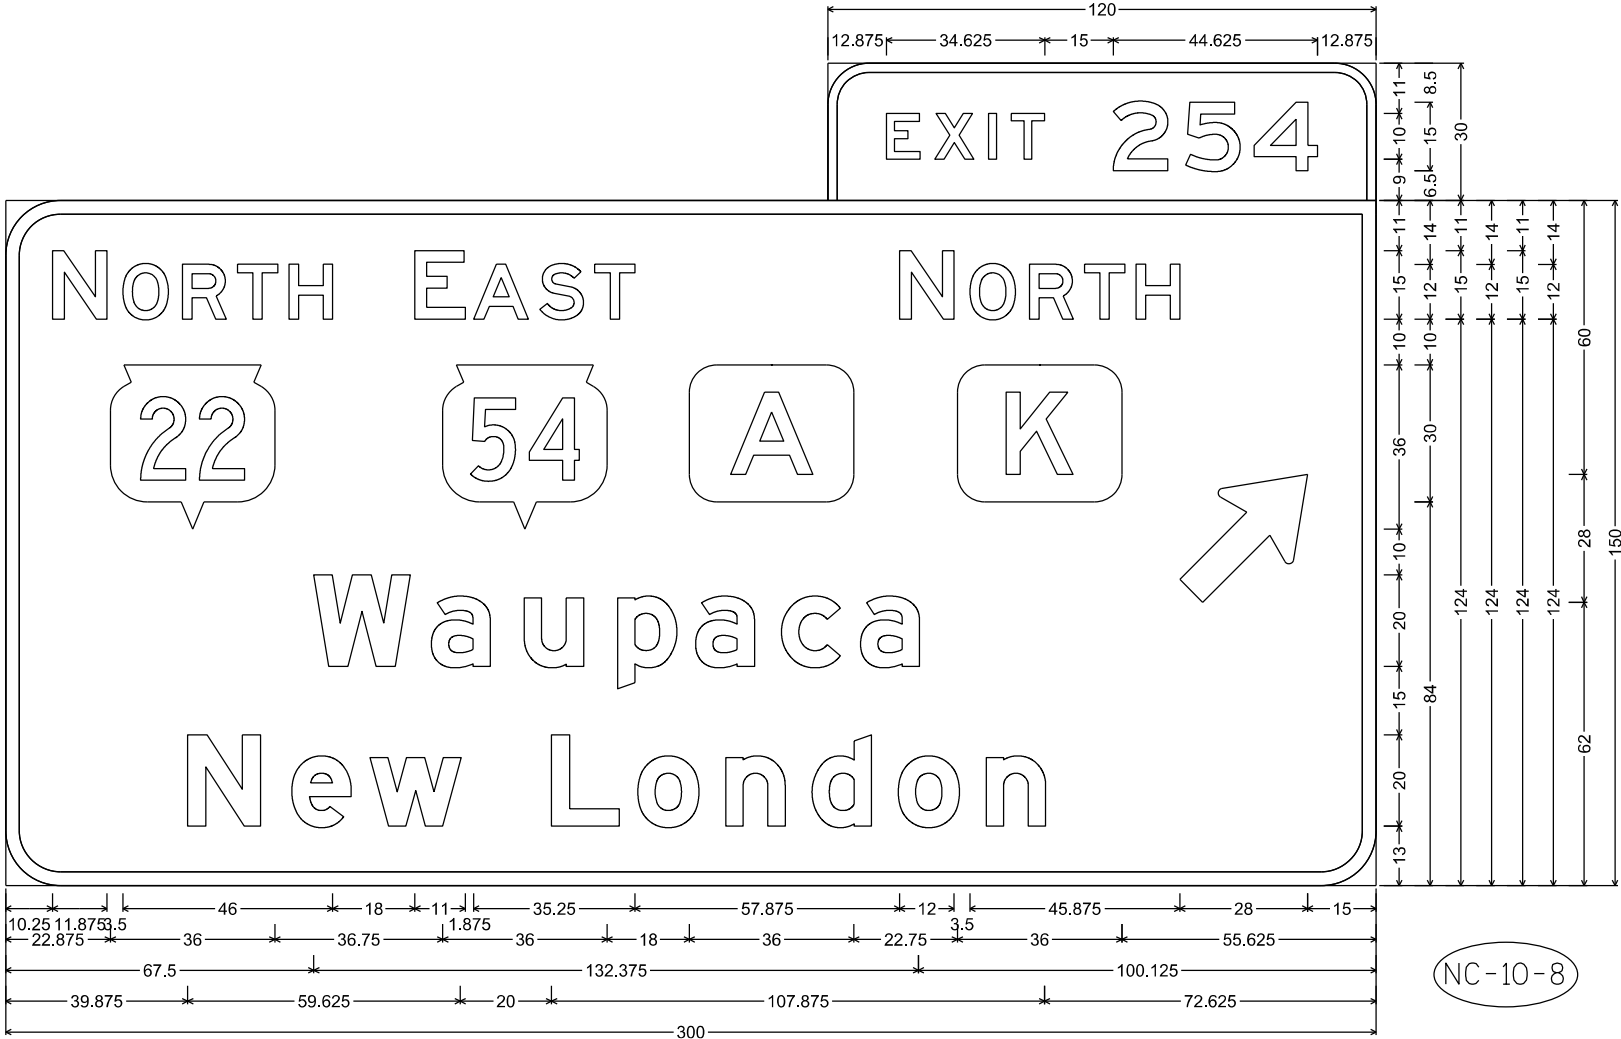 120
12.875 34.625 15 44.625 12.875
EXIT 254
11 10 9
8.5 15 6.5
30
NORTH EAST NORTH
22 54 A K
Waupaca
New London
11 15 10 36 10 20 15 20 13
14 12 10 30 84
11 15 124
14 12 124
11 15 124
14 12 124
60 28 62
150
10.25 11.875 3.5 46 18 11 1.875 35.25 57.875 12 3.5 45.875 28 15
22.875 36 36.75 36 18 36 22.75 36 55.625
67.5 132.375 100.125
39.875 59.625 20 107.875 72.625
300
NC-10-8